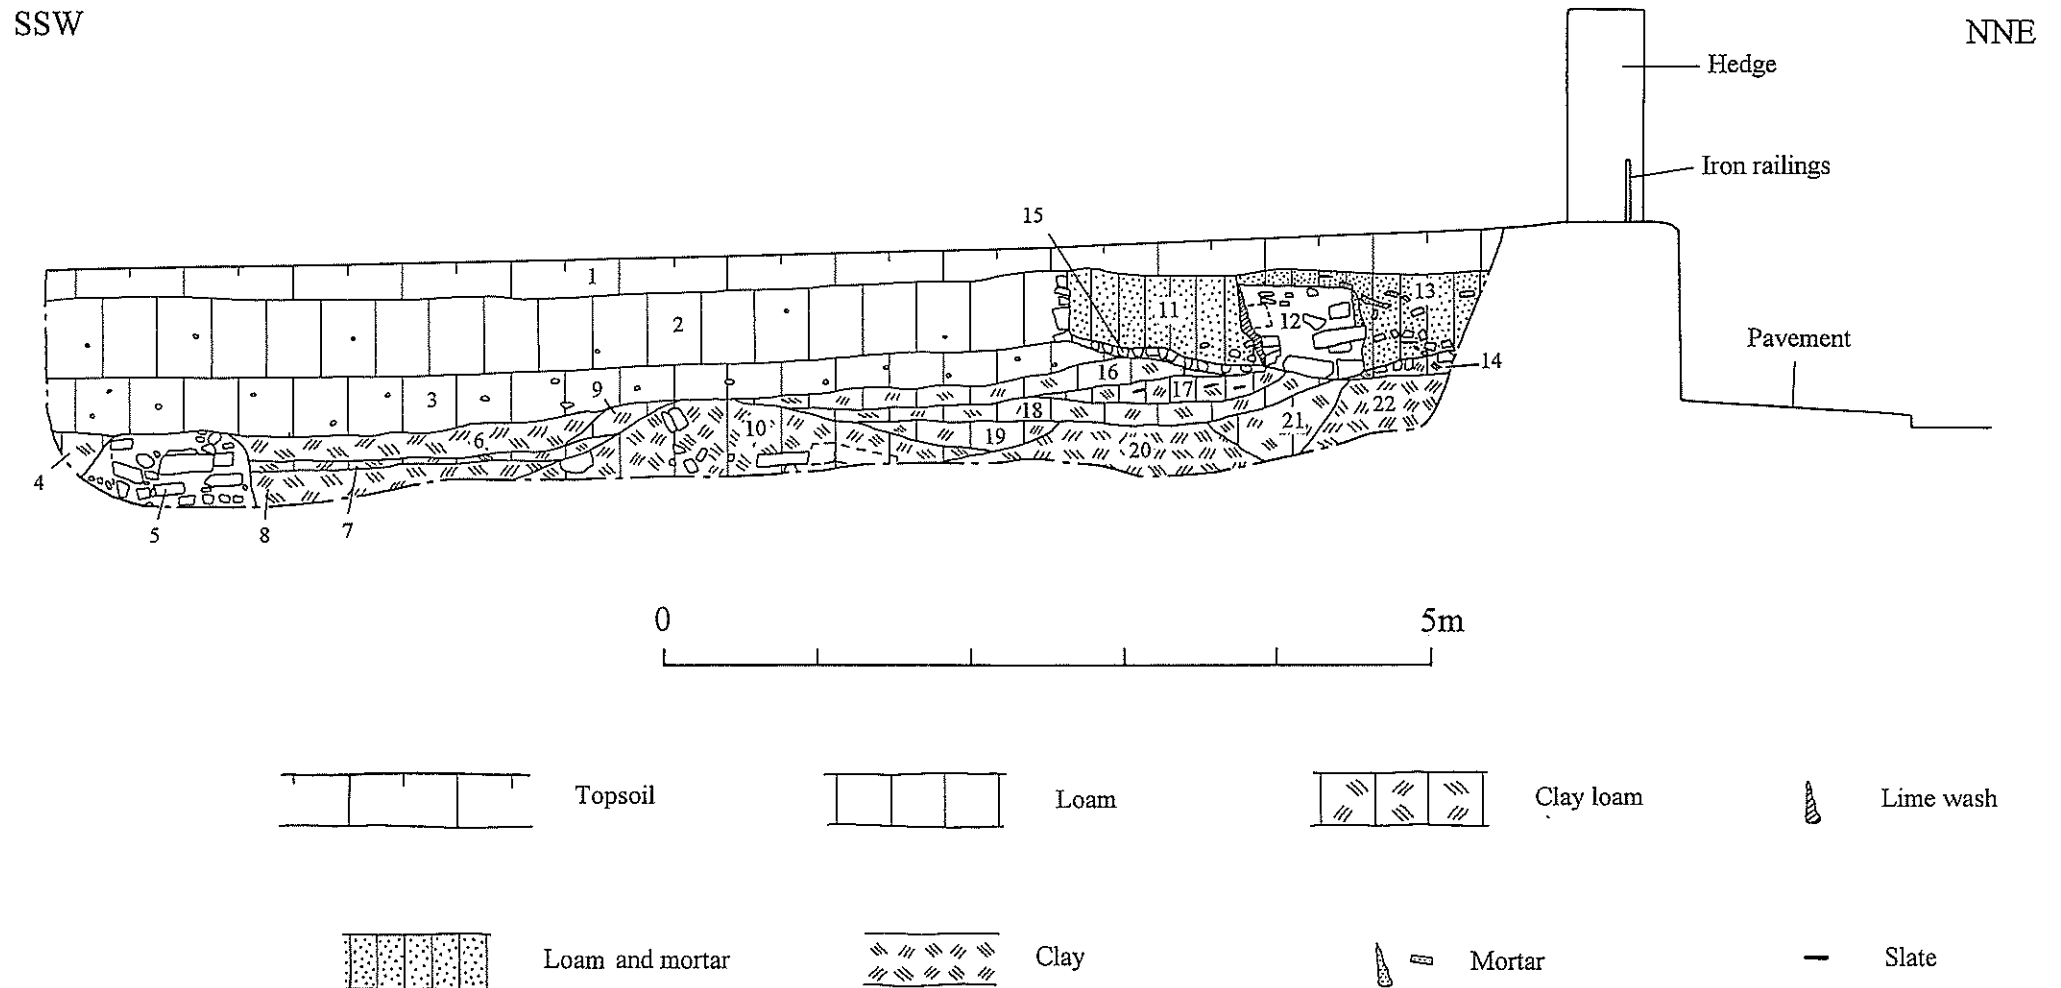 SSW
NNE
Hedge
Iron railings
15
1
2
11
12
13
Pavement
14
3
9
16
17
18
22
4
6
10
19
20
21
5
8
7
0
5m
Topsoil
Loam
Clay loam
Lime wash
Loam and mortar
Clay
Mortar
Slate